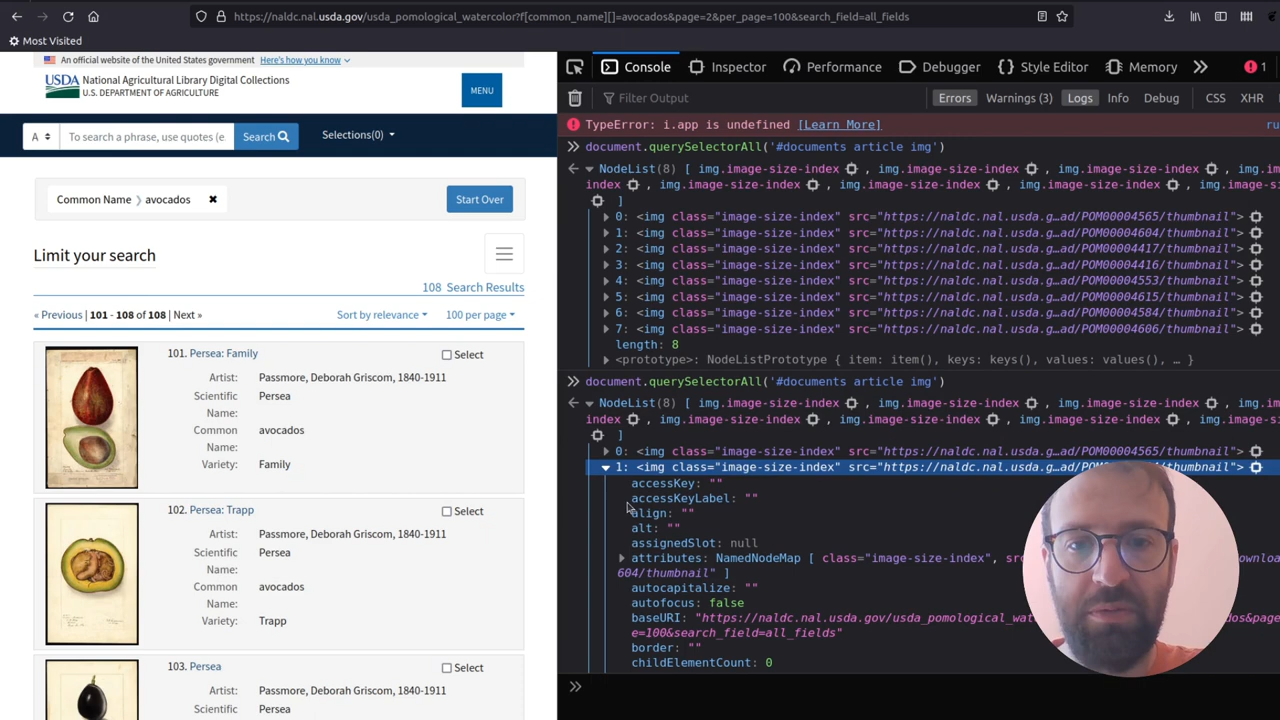 https://naldc.nal.usda.gov/usda_pomological_watercolor?f[common_name][]=avocados&page=2&per_page=100&search_field=all_fields
Most Visited
An official website of the United States government Here's how you know
USDA National Agricultural Library Digital Collections
U.S. DEPARTMENT OF AGRICULTURE
MENU
A To search a phrase, use quotes (e Search Selections(0)
Common Name 〉 avocados ✖ Start Over
Limit your search
108 Search Results
« Previous | 101 - 108 of 108 | Next » Sort by relevance 100 per page
101. Persea: Family Select
Artist: Passmore, Deborah Griscom, 1840-1911
Scientific Persea
Name:
Common avocados
Name:
Variety: Family
102. Persea: Trapp Select
Artist: Passmore, Deborah Griscom, 1840-1911
Scientific Persea
Name:
Common avocados
Name:
Variety: Trapp
103. Persea Select
Artist: Passmore, Deborah Griscom, 1840-1911
Scientific Persea
Console Inspector Performance Debugger Style Editor Memory 1
Filter Output Errors Warnings (3) Logs Info Debug CSS XHR
TypeError: i.app is undefined [Learn More] ru
document.querySelectorAll('#documents article img')
NodeList(8) [ img.image-size-index , img.image-size-index , img.image-size-index , img.im
index , img.image-size-index , img.image-size-index , img.image-size-index , img.image-s
]
0: <img class="image-size-index" src="https://naldc.nal.usda.g…ad/POM00004565/thumbnail">
1: <img class="image-size-index" src="https://naldc.nal.usda.g…ad/POM00004604/thumbnail">
2: <img class="image-size-index" src="https://naldc.nal.usda.g…ad/POM00004417/thumbnail">
3: <img class="image-size-index" src="https://naldc.nal.usda.g…ad/POM00004416/thumbnail">
4: <img class="image-size-index" src="https://naldc.nal.usda.g…ad/POM00004553/thumbnail">
5: <img class="image-size-index" src="https://naldc.nal.usda.g…ad/POM00004615/thumbnail">
6: <img class="image-size-index" src="https://naldc.nal.usda.g…ad/POM00004584/thumbnail">
7: <img class="image-size-index" src="https://naldc.nal.usda.g…ad/POM00004606/thumbnail">
length: 8
<prototype>: NodeListPrototype { item: item(), keys: keys(), values: values(), … }
document.querySelectorAll('#documents article img')
NodeList(8) [ img.image-size-index , img.image-size-index , img.image-size-index , img.im
index , img.image-size-index , img.image-size-index , img.image-size-index , img.image-s
]
0: <img class="image-size-index" src="https://naldc.nal.usda.g…ad/POM00004565/thumbnail">
1: <img class="image-size-index" src="https://naldc.nal.usda.g…ad/ thumbnail">
accessKey: ""
accessKeyLabel: ""
align: ""
alt: ""
assignedSlot: null
attributes: NamedNodeMap [ class="image-size-index", src ownloa
604/thumbnail" ]
autocapitalize: ""
autofocus: false
baseURI: "https://naldc.nal.usda.gov/usda_pomological_wa dos&pag
e=100&search_field=all_fields"
border: ""
childElementCount: 0